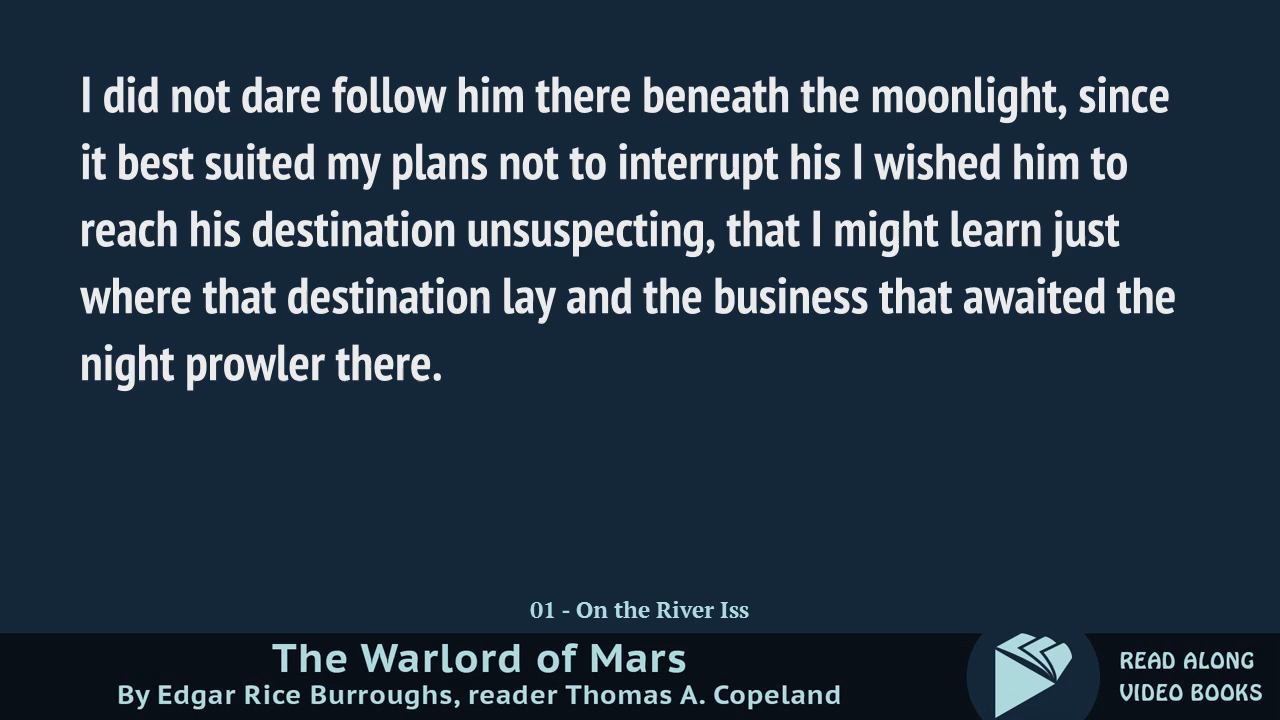 I did not dare follow him there beneath the moonlight, since
it best suited my plans not to interrupt his I wished him to
reach his destination unsuspecting, that I might learn just
where that destination lay and the business that awaited the
night prowler there.
01 - On the River Iss
The Warlord of Mars
By Edgar Rice Burroughs, reader Thomas A. Copeland
READ ALONG
VIDEO BOOKS